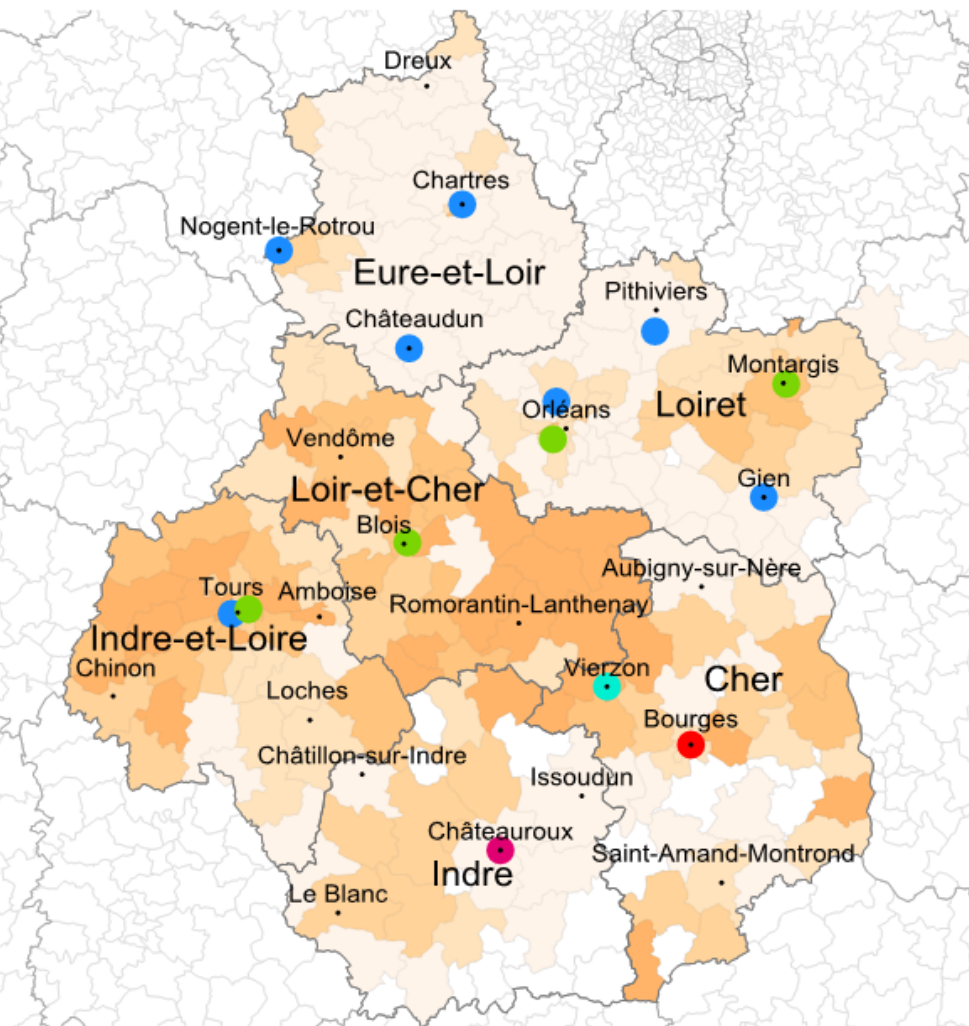 Dreux
Chartres
Nogent-le-Rotrou
Eure-et-Loir
Pithiviers
Châteaudun
Montargis
Loiret
Orléans
Vendôme
Gien
Loir-et-Cher
Blois
Aubigny-sur-Nère
Tours
Amboise
Romorantin-Lanthenay
Indre-et-Loire
Chinon
Vierzon
Cher
Loches
Bourges
Châtillon-sur-Indre
Issoudun
Châteauroux
Saint-Amand-Montrond
Indre
Le Blanc